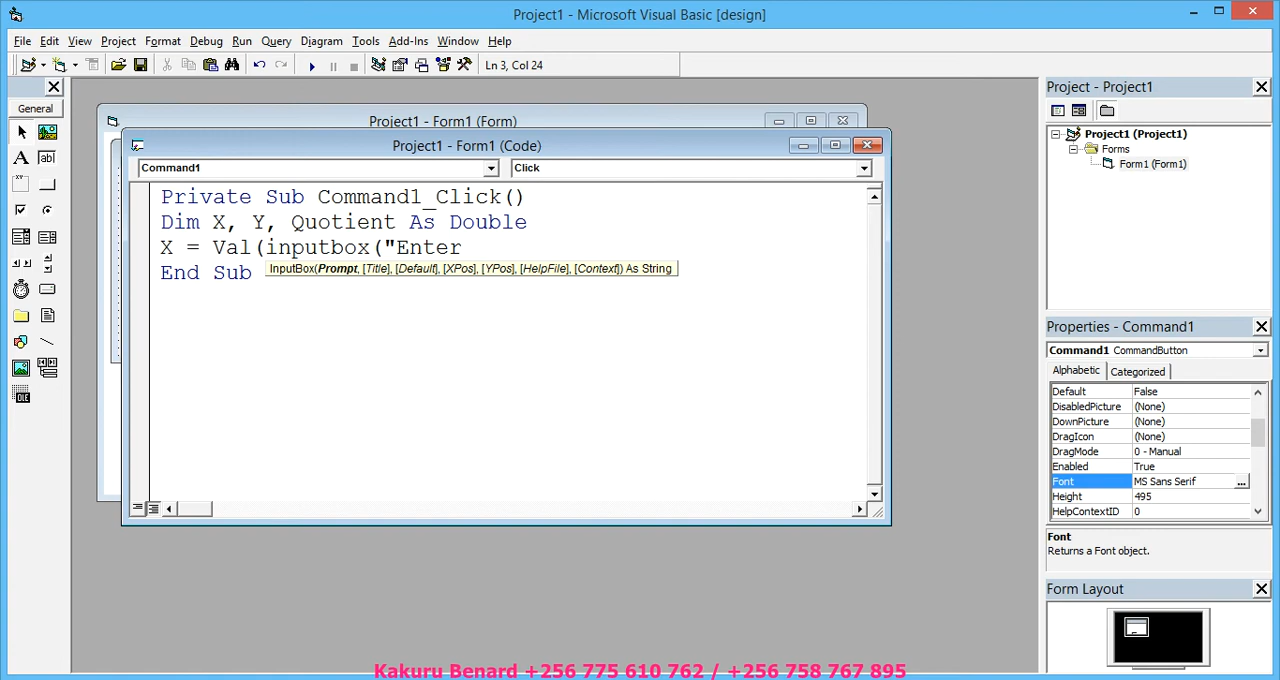 Project1 - Microsoft Visual Basic [design]
File Edit View Project Format Debug Run Query Diagram Tools Add-Ins Window Help
Ln 3, Col 24
General
A
ab|
OLE
Project1 - Form1 (Form)
Project1 - Form1 (Code)
Command1
Click
Private Sub Command1_Click()
Dim X, Y, Quotient As Double
X = Val(inputbox("Enter
End Sub
InputBox(Prompt, [Title], [Default], [XPos], [YPos], [HelpFile], [Context]) As String
Project - Project1
Project1 (Project1)
Forms
Form1 (Form1)
Properties - Command1
Command1 CommandButton
Alphabetic Categorized
Default False
DisabledPicture (None)
DownPicture (None)
DragIcon (None)
DragMode 0 - Manual
Enabled True
Font MS Sans Serif ...
Height 495
HelpContextID 0
Font
Returns a Font object.
Form Layout
Kakuru Benard +256 775 610 762 / +256 758 767 895